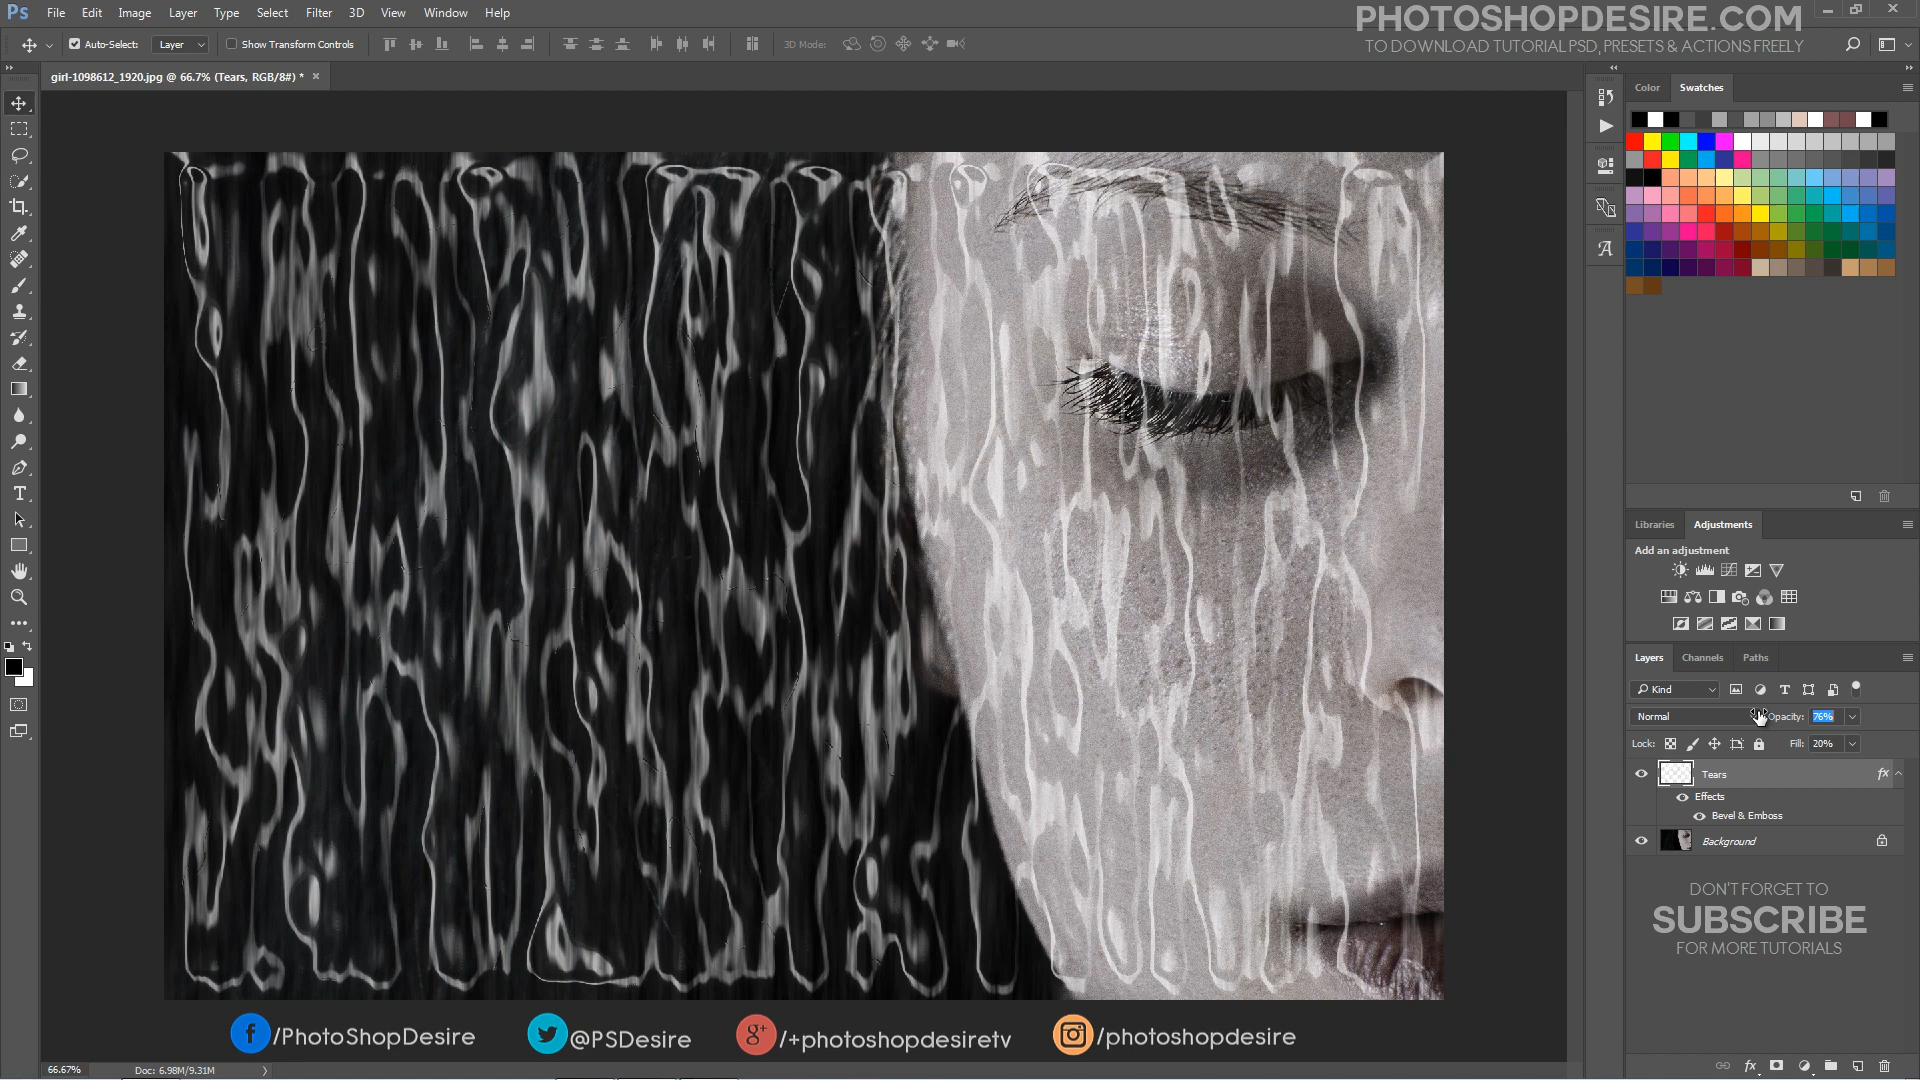 Ps File Edit Image Layer Type Select Filter 3D View Window Help
PHOTOSHOPDESIRE.COM
TO DOWNLOAD TUTORIAL PSD, PRESETS & ACTIONS FREELY
Auto-Select: Layer Show Transform Controls 3D Mode:
girl-1098612_1920.jpg @ 66.7% (Tears, RGB/8#) *
Color Swatches
Libraries Adjustments
Add an adjustment
Layers Channels Paths
Kind
Normal Opacity: 76%
Lock: Fill: 20%
Tears fx
Effects
Bevel & Emboss
Background
DON'T FORGET TO
SUBSCRIBE
FOR MORE TUTORIALS
/PhotoShopDesire @PSDesire /+photoshopdesiretv /photoshopdesire
66.67% Doc: 6.98M/9.31M